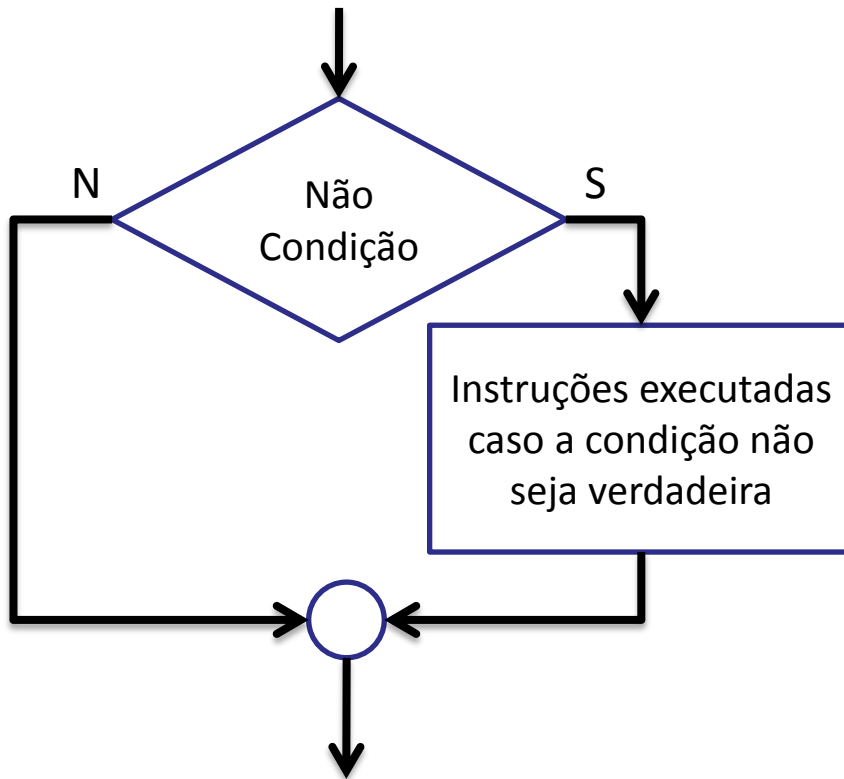 N
Não
Condição
S
Instruções executadas
caso a condição não
seja verdadeira